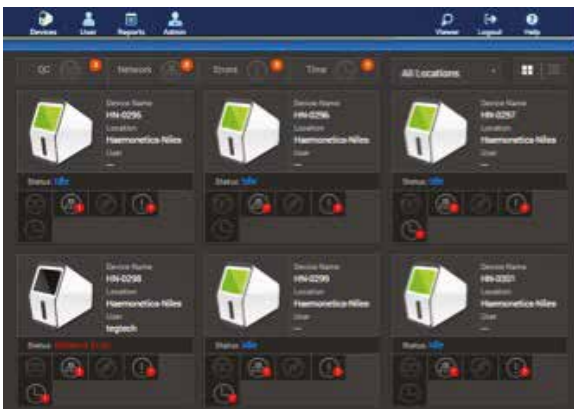 Devices User Reports Admin Viewer Logout Help
QC Network Errors Time All Locations
Device Name
HN-0295
Location
Haemonetics-Niles
User
---
Status: Idle
Device Name
HN-0296
Location
Haemonetics-Niles
User
---
Status: Idle
Device Name
HN-0297
Location
Haemonetics-Niles
User
---
Status: Idle
Device Name
HN-0298
Location
Haemonetics-Niles
User
tegtech
Status: Network Error
Device Name
HN-0299
Location
Haemonetics-Niles
User
---
Status: Idle
Device Name
Location
Haemonetics-Niles
User
---
Status: Idle